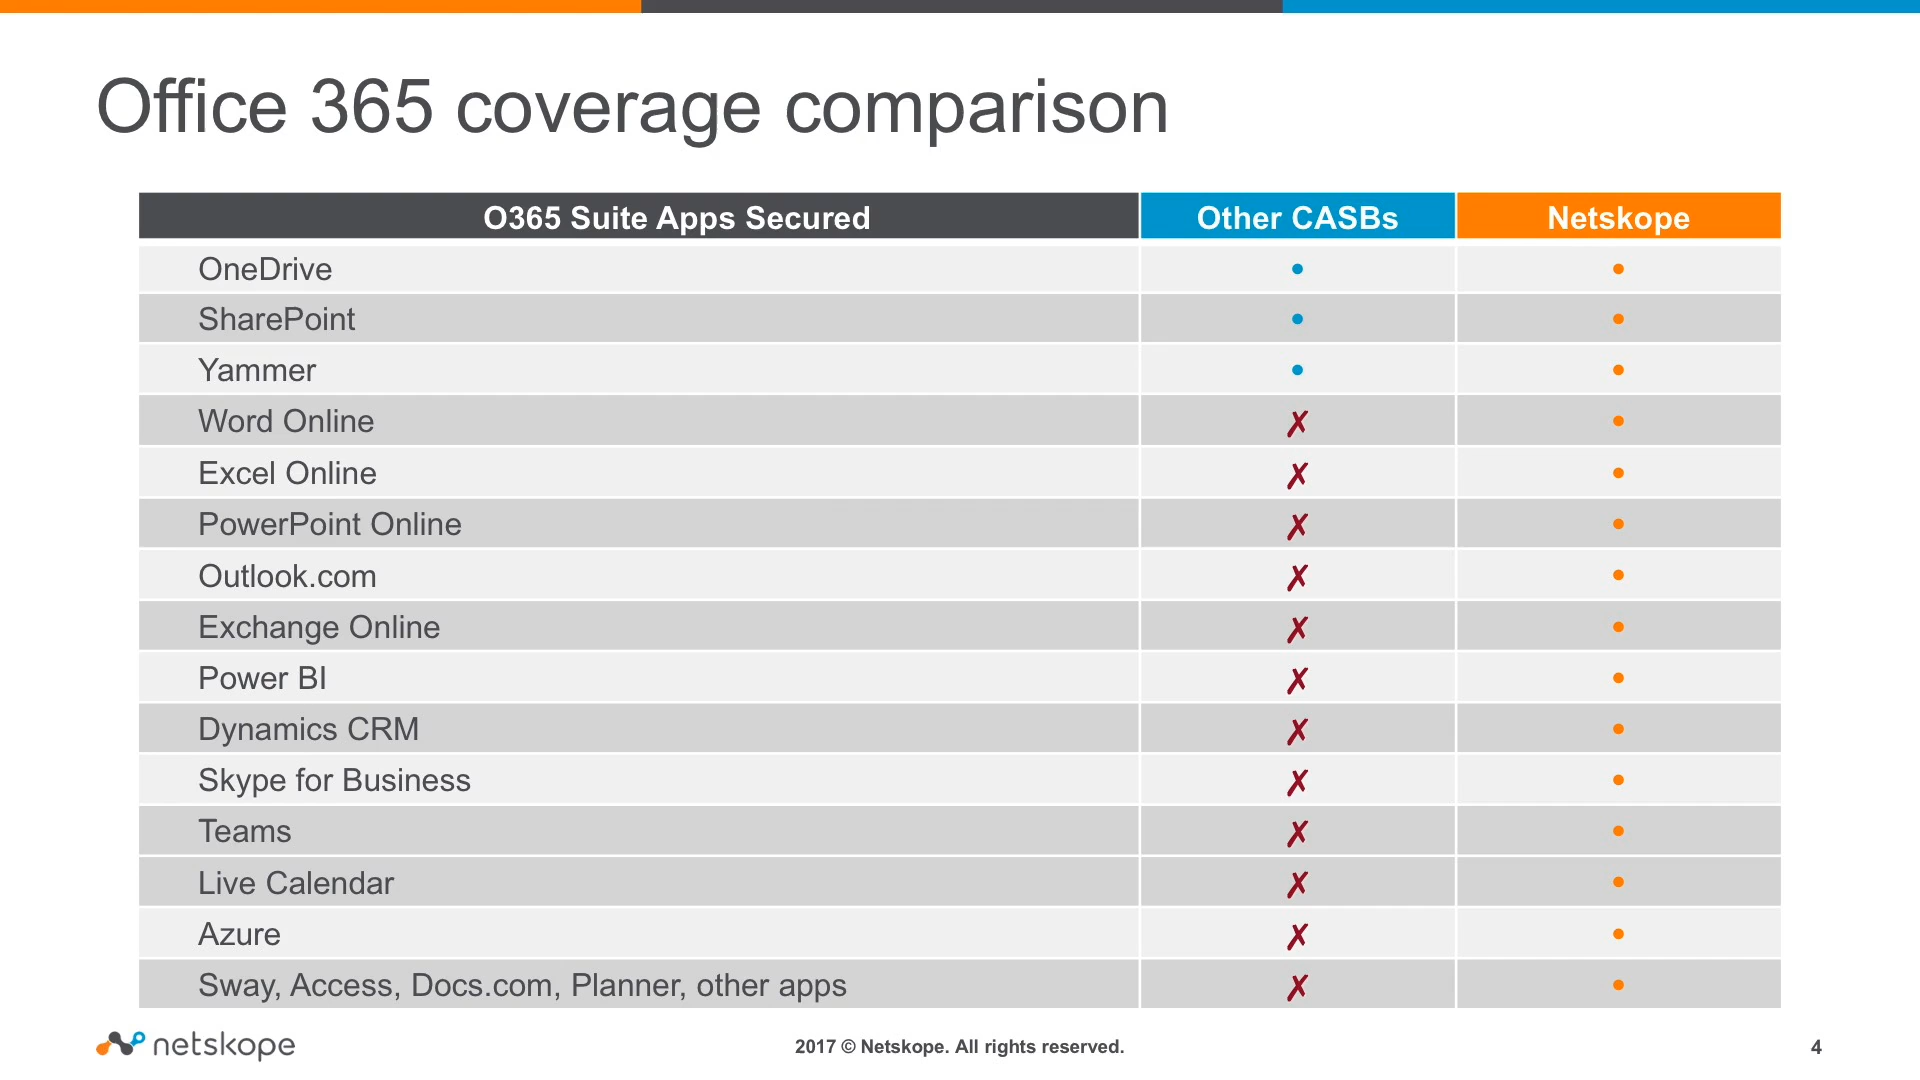 Office 365 coverage comparison
O365 Suite Apps Secured Other CASBs Netskope
OneDrive • •
SharePoint • •
Yammer • •
Word Online ✗ •
Excel Online ✗ •
PowerPoint Online ✗ •
Outlook.com ✗ •
Exchange Online ✗ •
Power BI ✗ •
Dynamics CRM ✗ •
Skype for Business ✗ •
Teams ✗ •
Live Calendar ✗ •
Azure ✗ •
Sway, Access, Docs.com, Planner, other apps ✗ •
netskope 2017 © Netskope. All rights reserved. 4